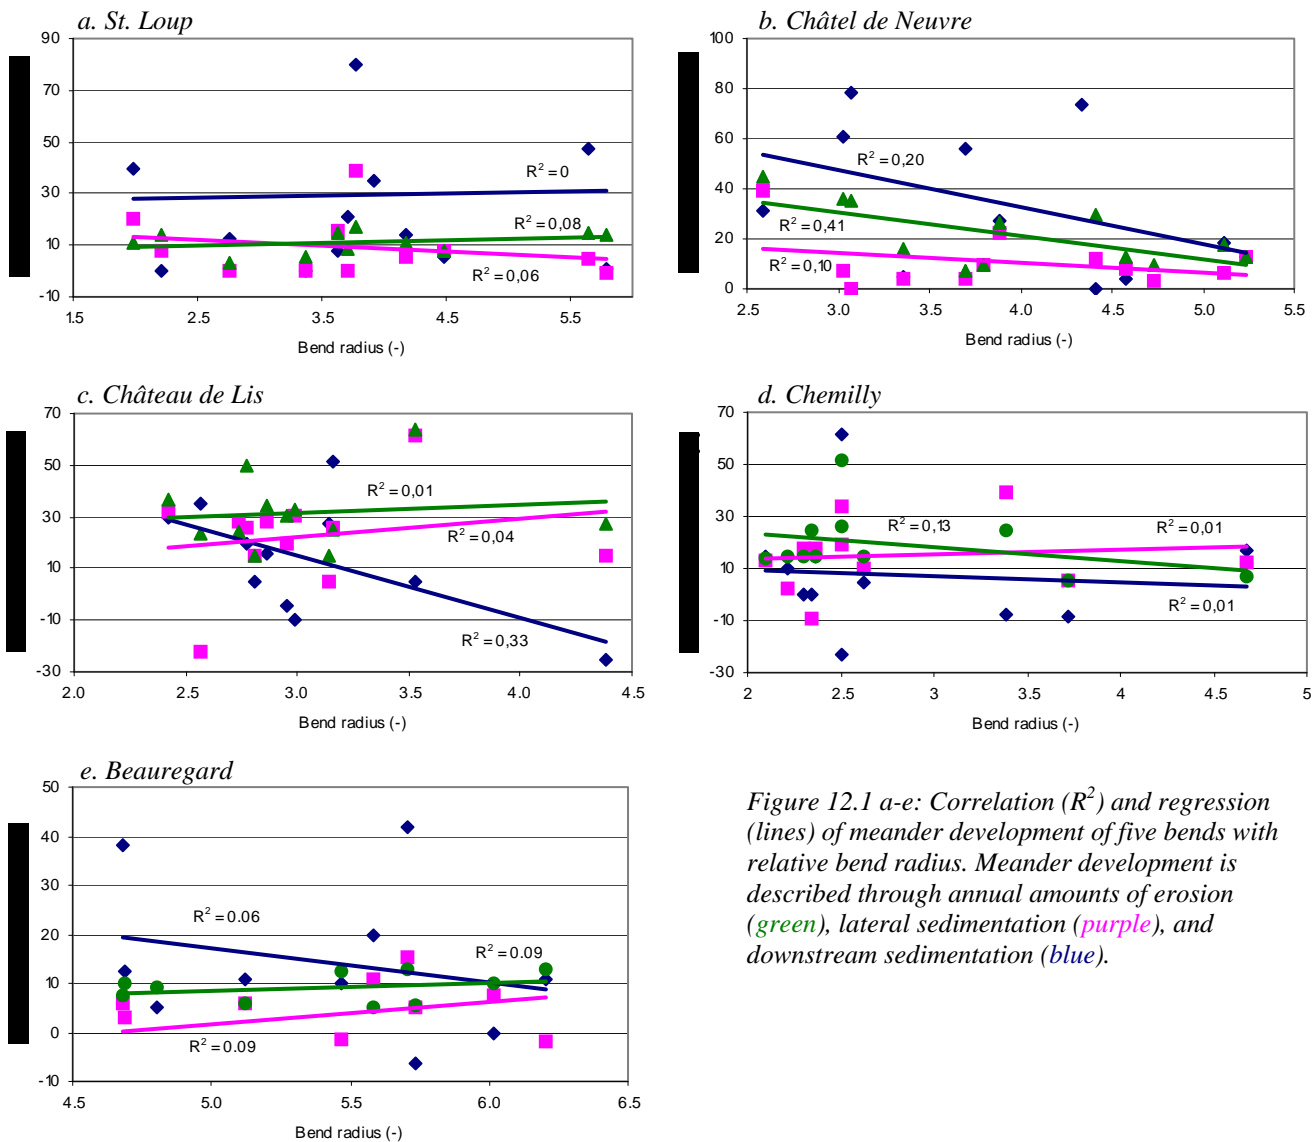 a. St. Loup
90
70
50
30
10
-10
R² = 0
R² = 0,08
R² = 0,06
1.5 2.5 3.5 4.5 5.5
Bend radius (-)
b. Châtel de Neuvre
100
80
60
40
20
0
R² = 0,20
R² = 0,41
R² = 0,10
2.5 3.0 3.5 4.0 4.5 5.0 5.5
Bend radius (-)
c. Château de Lis
70
50
30
10
-10
-30
R² = 0,01
R² = 0,04
R² = 0,33
2.0 2.5 3.0 3.5 4.0 4.5
Bend radius (-)
d. Chemilly
70
50
30
10
-10
-30
R² = 0,13
R² = 0,01
R² = 0,01
2 2.5 3 3.5 4 4.5 5
Bend radius (-)
e. Beauregard
50
40
30
20
10
0
-10
R² = 0.06
R² = 0.09
R² = 0.09
4.5 5.0 5.5 6.0 6.5
Bend radius (-)
Figure 12.1 a-e: Correlation (R²) and regression
(lines) of meander development of five bends with
relative bend radius. Meander development is
described through annual amounts of erosion
(green), lateral sedimentation (purple), and
downstream sedimentation (blue).